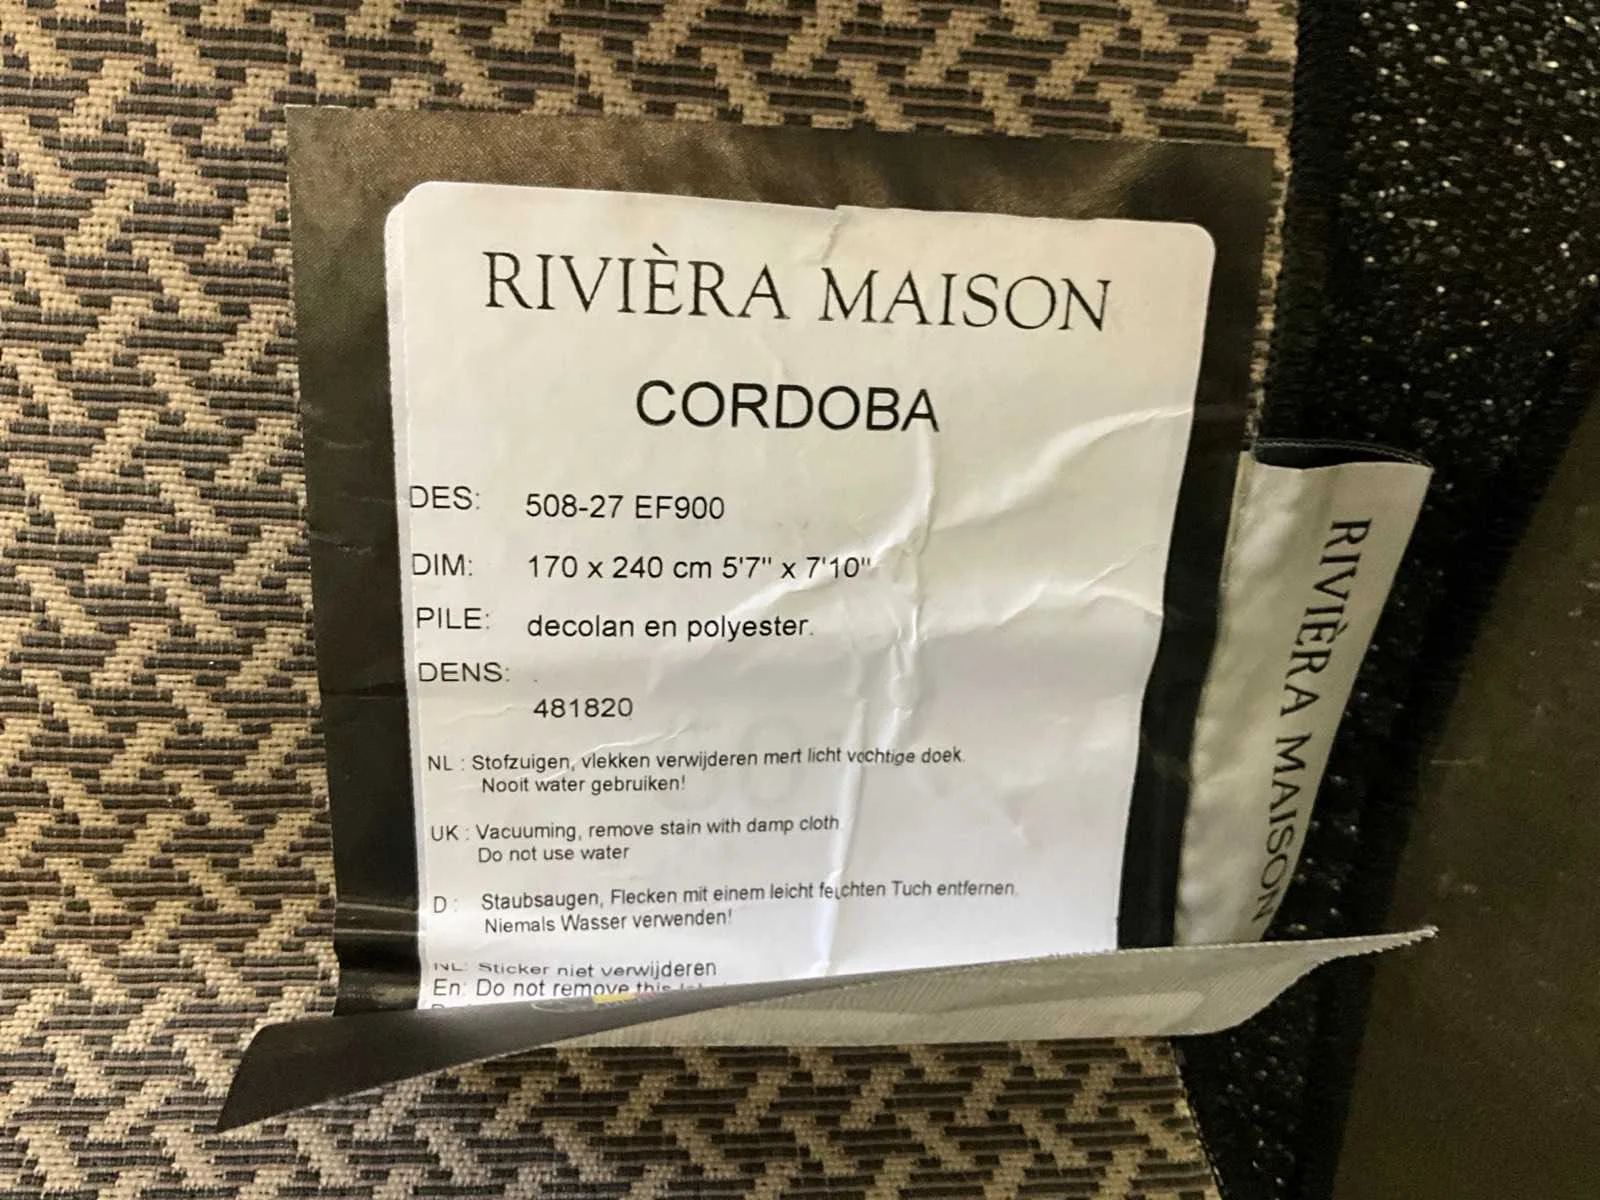 RIVIÈRA MAISON
CORDOBA
DES: 508-27 EF900
DIM: 170 x 240 cm 5'7" x 7'10"
PILE: decolan en polyester.
DENS: .
481820
NL : Stofzuigen, vlekken verwijderen mert licht vochtige doek.
Nooit water gebruiken!
UK : Vacuuming, remove stain with damp cloth
Do not use water
D : Staubsaugen, Flecken mit einem leicht feuchten Tuch entfernen.
Niemals Wasser verwenden!
NL: Sticker niet verwijderen
En: Do not remove this
RIVIÈRA MAISON